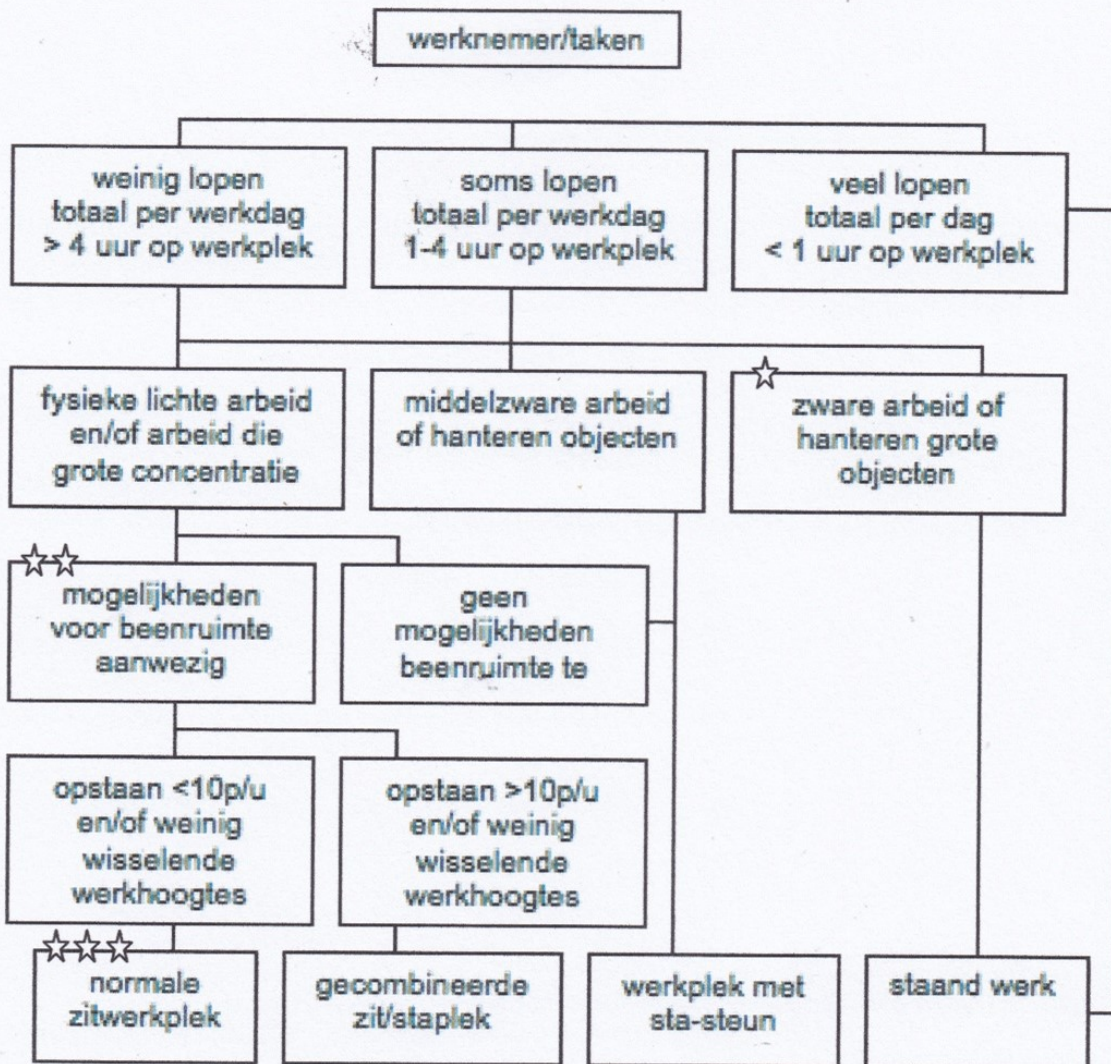 werknemer/taken
weinig lopen
totaal per werkdag
> 4 uur op werkplek
soms lopen
totaal per werkdag
1-4 uur op werkplek
veel lopen
totaal per dag
< 1 uur op werkplek
fysieke lichte arbeid
en/of arbeid die
grote concentratie
middelzware arbeid
of hanteren objecten
zware arbeid of
hanteren grote
objecten
mogelijkheden
voor beenruimte
aanwezig
geen
mogelijkheden
beenruimte te
opstaan <10p/u
en/of weinig
wisselende
werkhoogtes
opstaan >10p/u
en/of weinig
wisselende
werkhoogtes
normale
zitwerkplek
gecombineerde
zit/staplek
werkplek met
sta-steun
staand werk